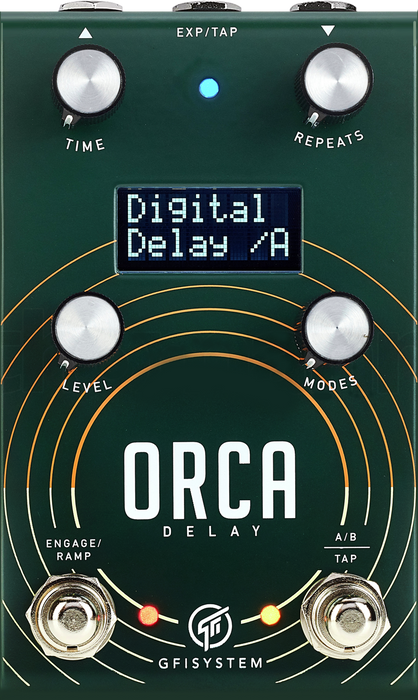 EXP/TAP
TIME
REPEATS
Digital
Delay /A
LEVEL
MODES
ORCA
DELAY
ENGAGE/
RAMP
A/B
TAP
GFISYSTEM